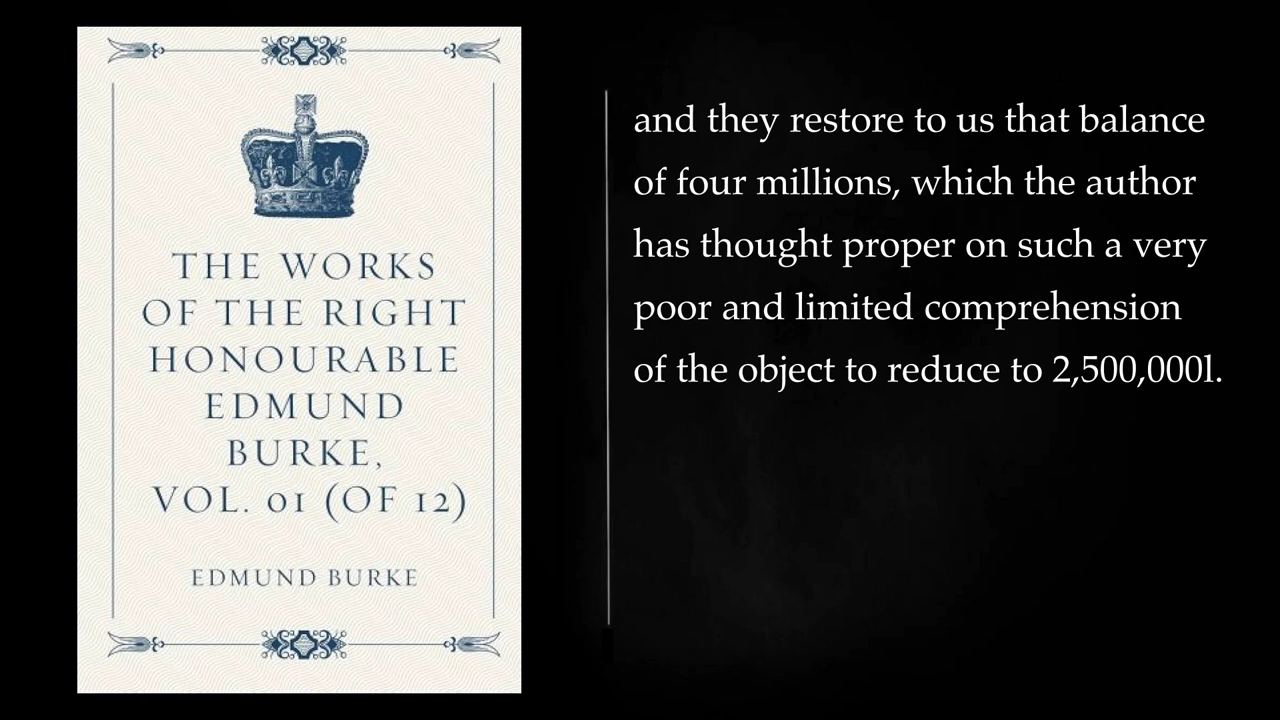 THE WORKS
OF THE RIGHT
HONOURABLE
EDMUND
BURKE,
VOL. 01 (OF 12)
EDMUND BURKE
and they restore to us that balance
of four millions, which the author
has thought proper on such a very
poor and limited comprehension
of the object to reduce to 2,500,000l.